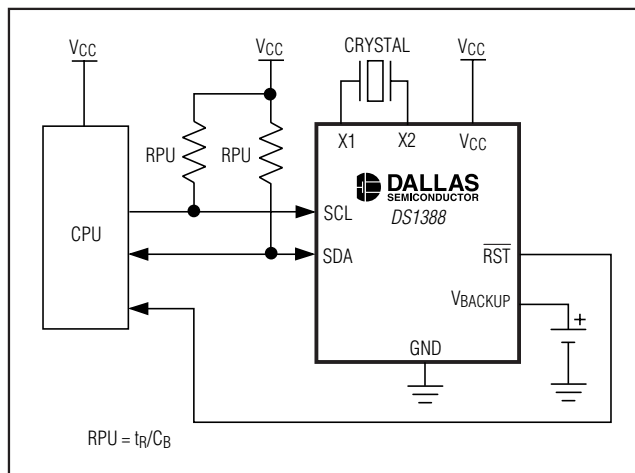 VCC
VCC
CRYSTAL
VCC
RPU
RPU
X1
X2
VCC
DALLAS
SEMICONDUCTOR
DS1388
CPU
SCL
SDA
RST
VBACKUP
+
GND
RPU = tR/CB